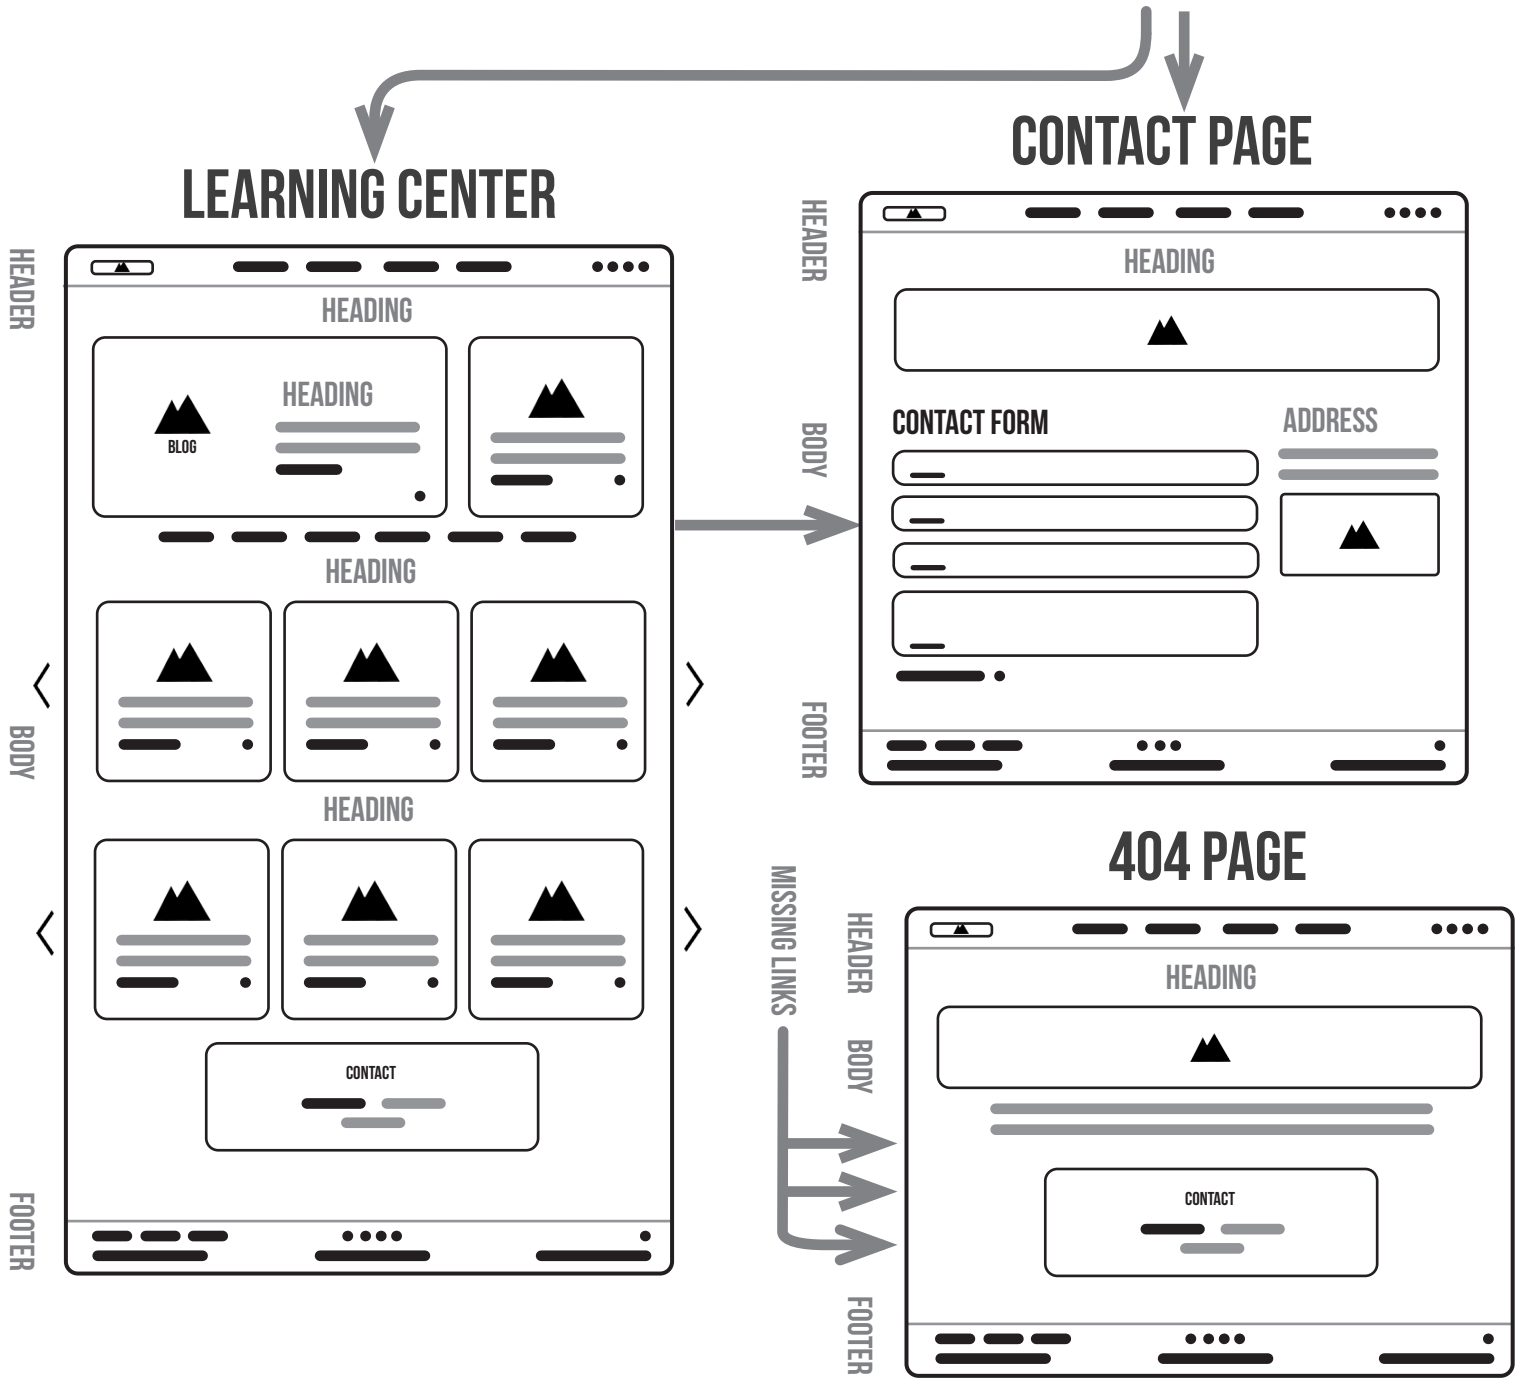 LEARNING CENTER
HEADER
HEADING
HEADING
BLOG
HEADING
BODY
HEADING
CONTACT
FOOTER
CONTACT PAGE
HEADER
HEADING
BODY
CONTACT FORM
ADDRESS
FOOTER
404 PAGE
MISSING LINKS
HEADER
HEADING
BODY
CONTACT
FOOTER